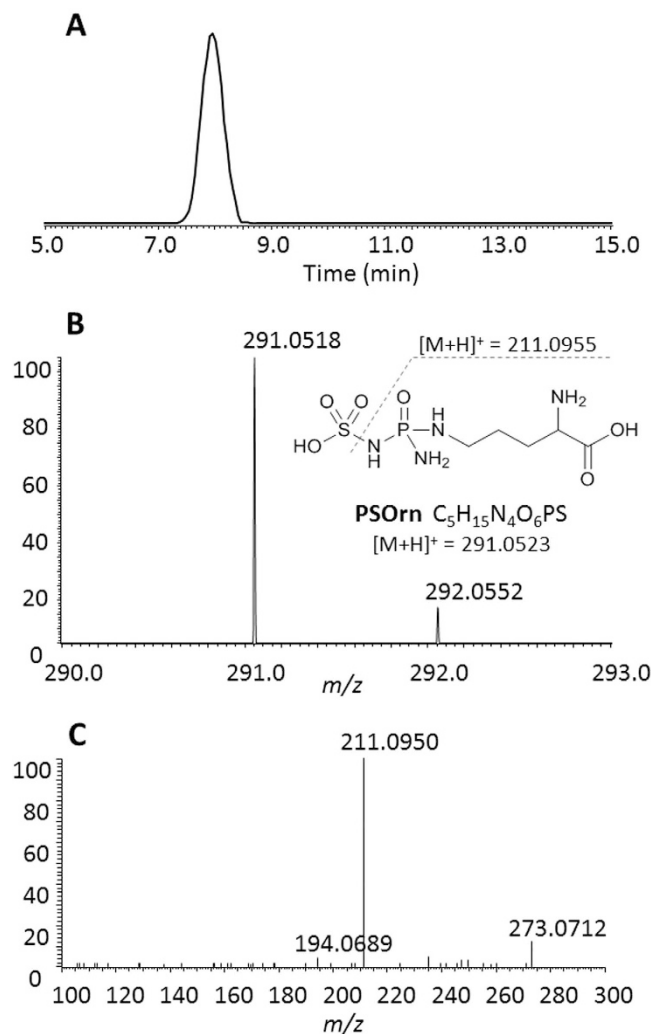 A
5.0 7.0 9.0 11.0 13.0 15.0
Time (min)
B
291.0518
[M+H]⁺ = 211.0955
100
80
60
40
20
0
O O O NH₂
S P H N OH
HO N H NH₂ O
PSOrn C₅H₁₅N₄O₆PS
[M+H]⁺ = 291.0523
292.0552
290.0 291.0 292.0 293.0
m/z
C
211.0950
100
80
60
40
20
0
194.0689
273.0712
100 120 140 160 180 200 220 240 260 280 300
m/z